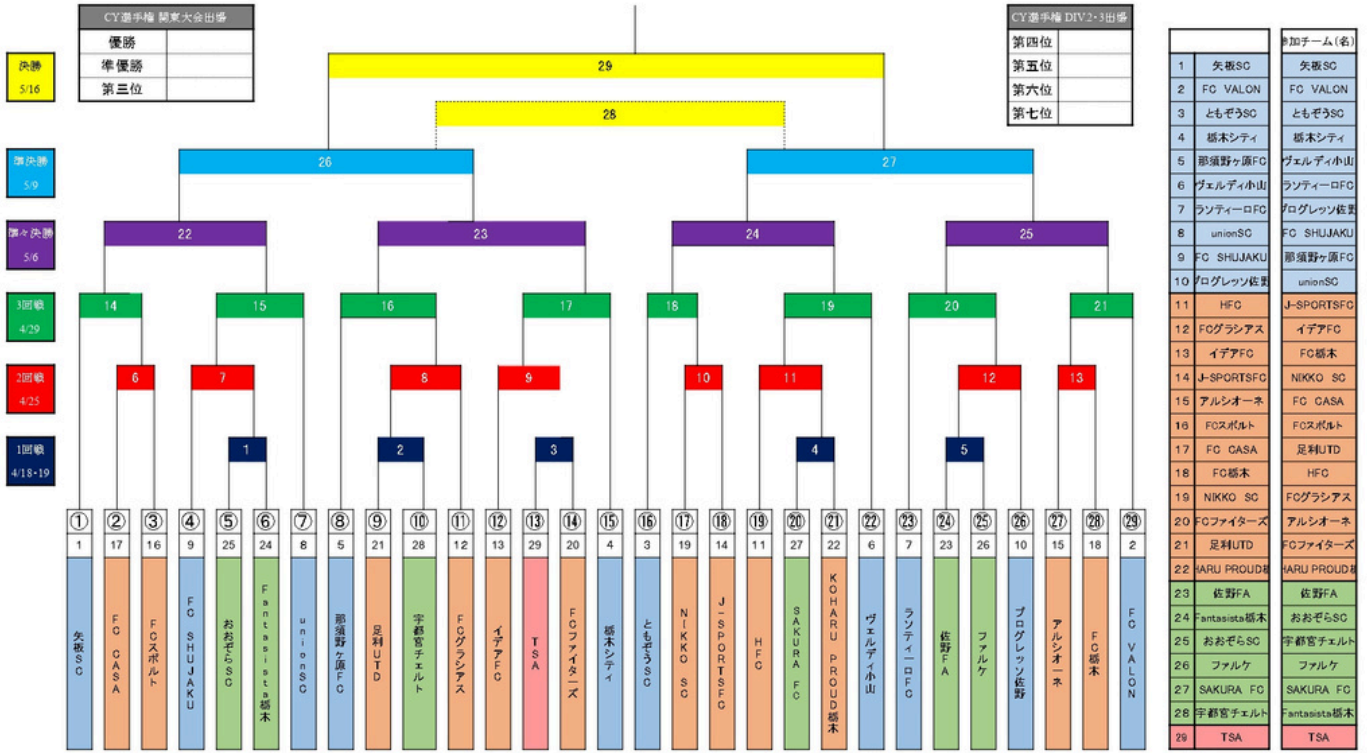 CY選手権 関東大会出場
優勝
準優勝
第三位
CY選手権 DIV.2・3出場
第四位
第五位
第六位
第七位
決勝
5/16
29
28
準決勝
5/9
26
27
準々決勝
5/6
22
23
24
25
3回戦
4/29
14
15
16
17
18
19
20
21
2回戦
4/25
6
7
8
9
10
11
12
13
1回戦
4/18・19
1
2
3
4
5
① ② ③ ④ ⑤ ⑥ ⑦ ⑧ ⑨ ⑩ ⑪ ⑫ ⑬ ⑭ ⑮ ⑯ ⑰ ⑱ ⑲ ⑳ ㉑ ㉒ ㉓ ㉔ ㉕ ㉖ ㉗ ㉘ ㉙
1 17 16 9 25 24 8 5 21 28 12 13 29 20 4 3 19 14 11 27 22 6 7 23 26 10 15 18 2
矢板SC
FC CASA
FCスポルト
FC SHUJAKU
おおぞらSC
Fantasista栃木
unionSC
那須野ヶ原FC
足利UTD
宇都宮チェルト
FCグラシアス
イデアFC
TSA
FCファイターズ
栃木シティ
ともぞうSC
NIKKO SC
J-SPORTSFC
HFC
SAKURA FC
KOHARU PROUD栃木
ヴェルディ小山
ランティーロFC
佐野FA
ファルケ
プログレッソ佐野
アルシオーネ
FC栃木
FC VALON
参加チーム(名)
1 矢板SC 矢板SC
2 FC VALON FC VALON
3 ともぞうSC ともぞうSC
4 栃木シティ 栃木シティ
5 那須野ヶ原FC ヴェルディ小山
6 ヴェルディ小山 ランティーロFC
7 ランティーロFC プログレッソ佐野
8 unionSC FC SHUJAKU
9 FC SHUJAKU 那須野ヶ原FC
10 プログレッソ佐野 unionSC
11 HFC J-SPORTSFC
12 FCグラシアス イデアFC
13 イデアFC FC栃木
14 J-SPORTSFC NIKKO SC
15 アルシオーネ FC CASA
16 FCスポルト FCスポルト
17 FC CASA 足利UTD
18 FC栃木 HFC
19 NIKKO SC FCグラシアス
20 FCファイターズ アルシオーネ
21 足利UTD FCファイターズ
22 HARU PROUD栃 HARU PROUD栃
23 佐野FA 佐野FA
24 Fantasista栃木 おおぞらSC
25 おおぞらSC 宇都宮チェルト
26 ファルケ ファルケ
27 SAKURA FC SAKURA FC
28 宇都宮チェルト Fantasista栃木
29 TSA TSA